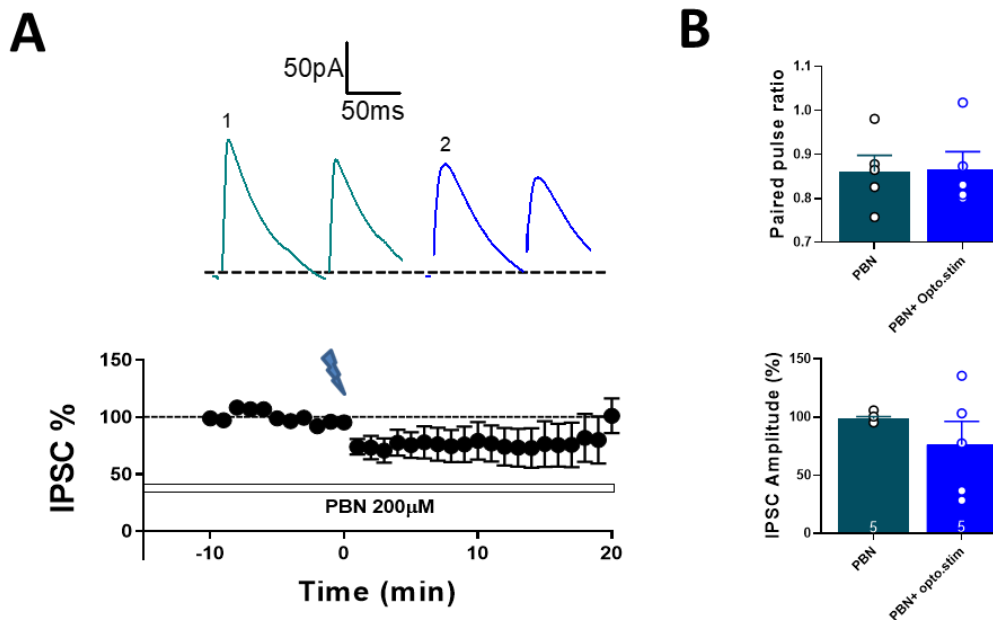 A
50pA
50ms
1
2
IPSC %
150
100
50
0
PBN 200µM
-10
0
10
20
Time (min)
B
Paired pulse ratio
1.1
1.0
0.9
0.8
0.7
PBN
PBN+ Opto.stim
IPSC Amplitude (%)
150
100
50
0
5
5
PBN
PBN+ opto.stim